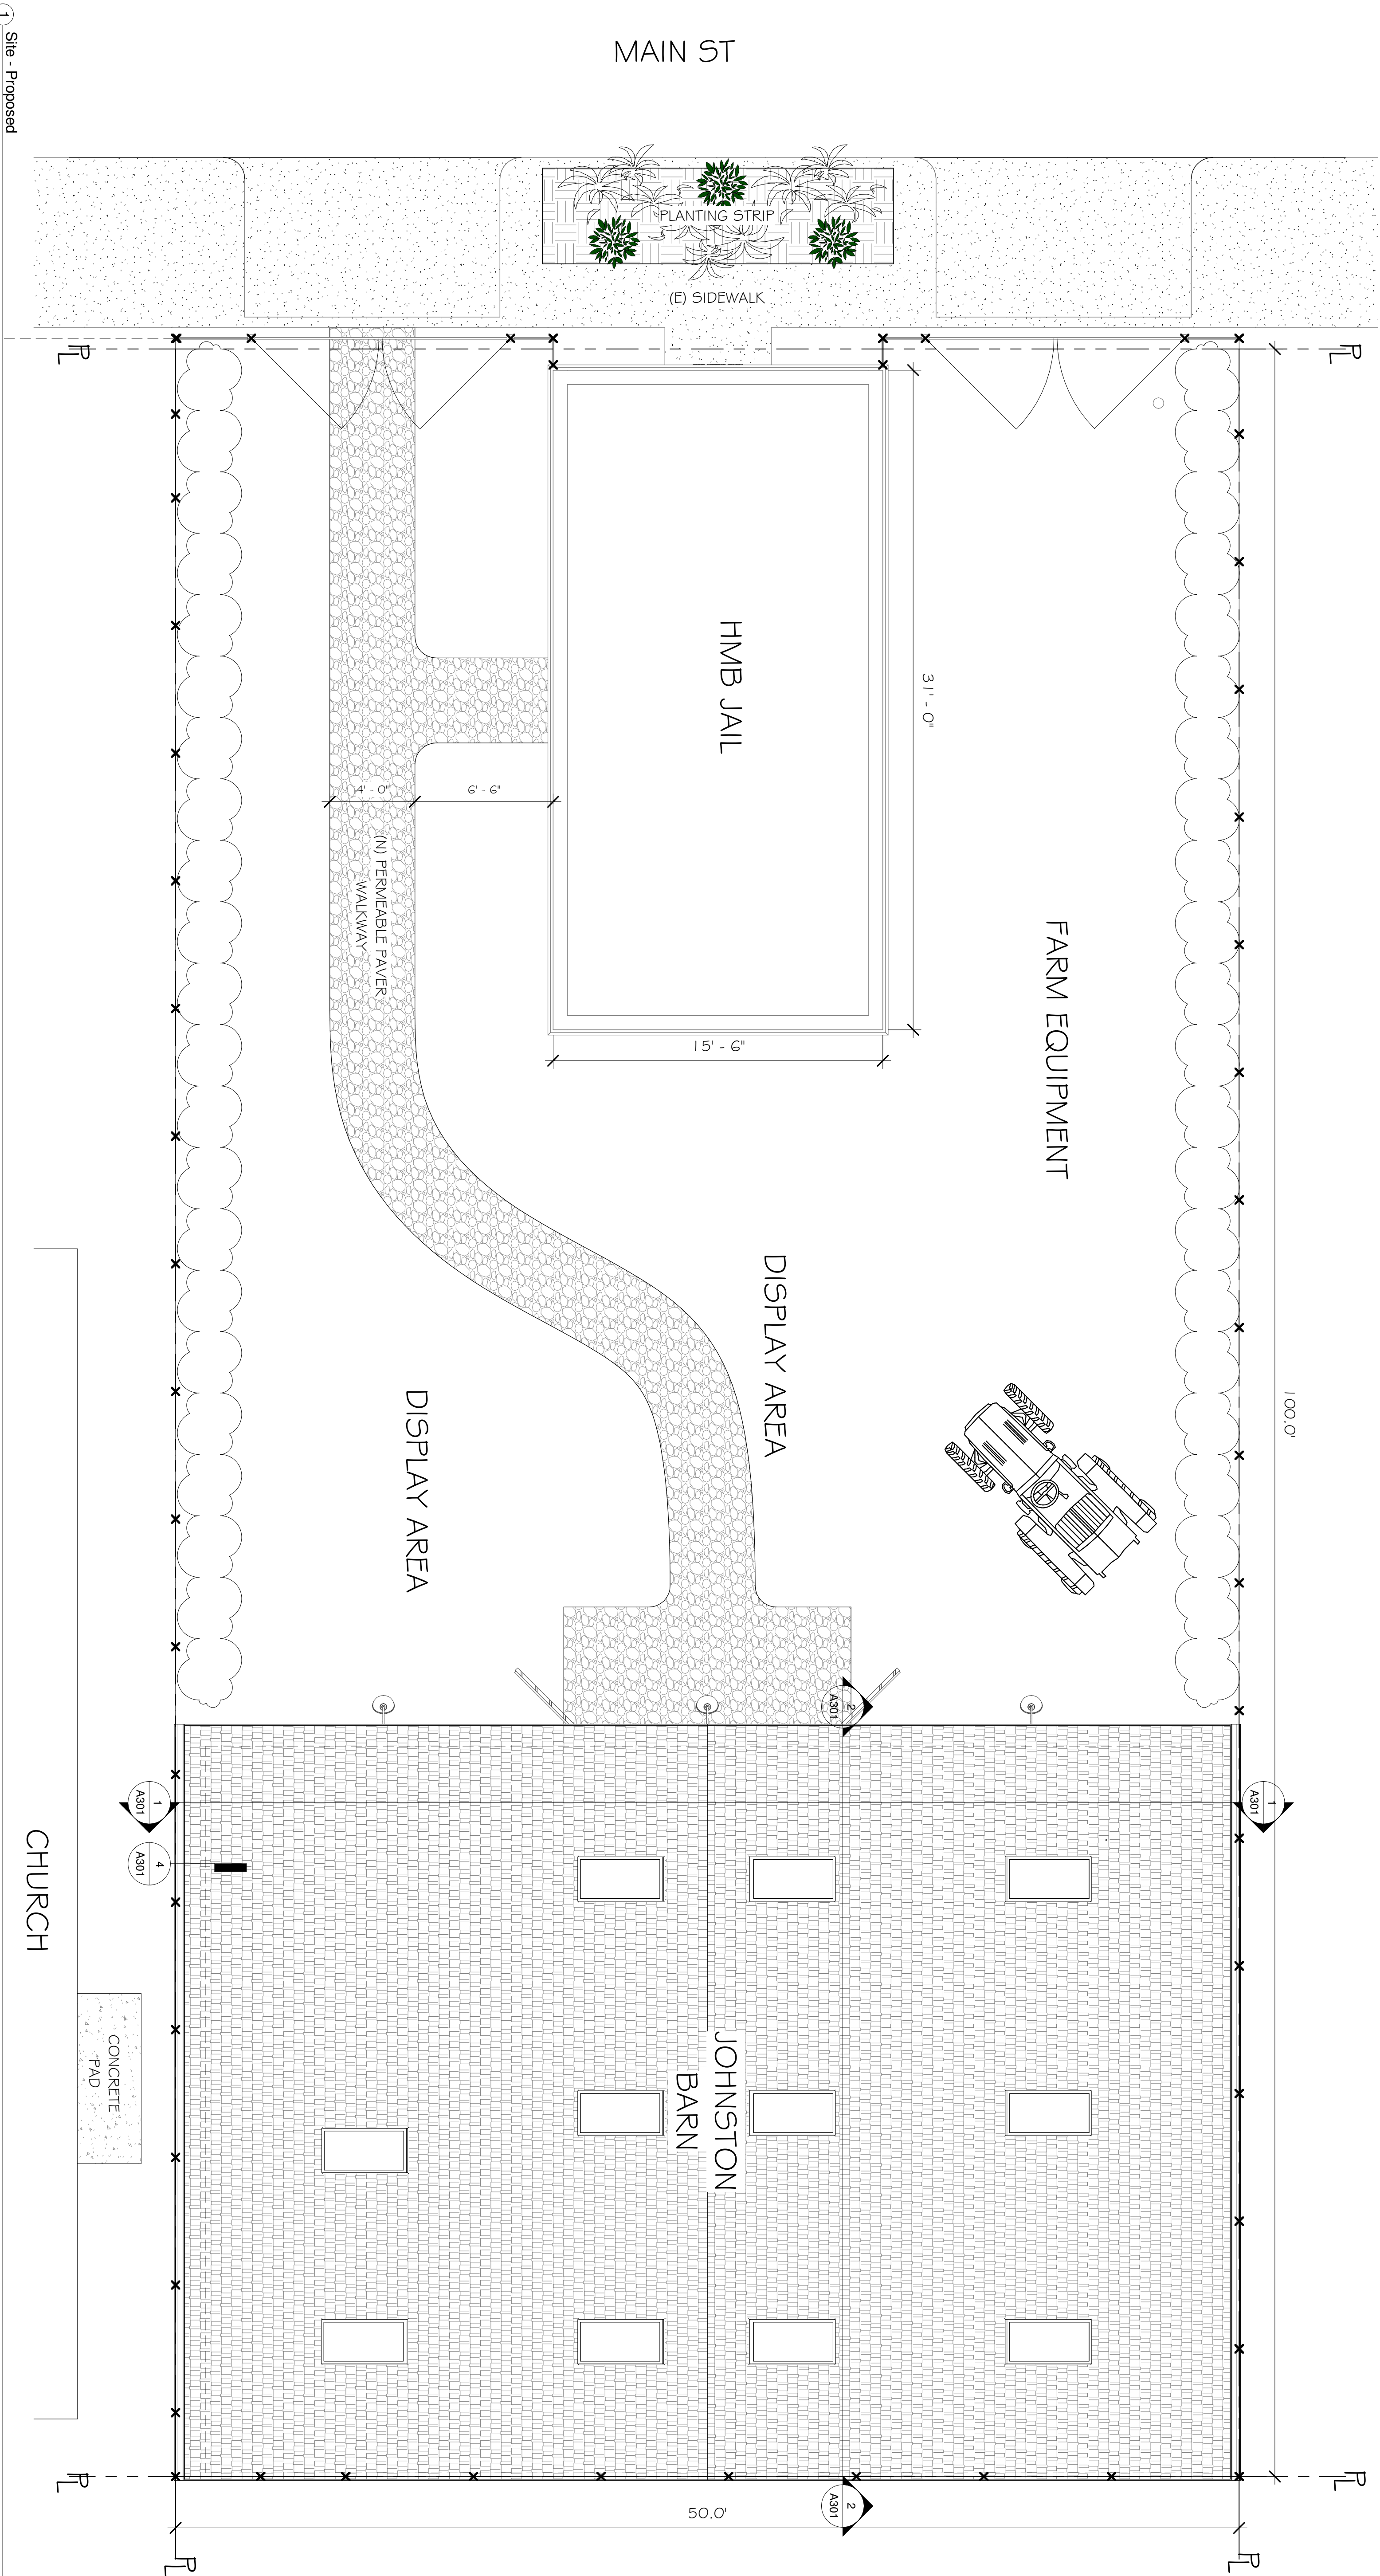 MAIN ST
PLANTING STRIP
(E) SIDEWALK
PL
PL
HMB JAIL
31' - 0"
15' - 6"
4' - 0"
6' - 6"
(N) PERMEABLE PAVER
WALKWAY
FARM EQUIPMENT
100.0'
DISPLAY AREA
DISPLAY AREA
2
A301
1
A301
1
A301
4
A301
JOHNSTON
BARN
CHURCH
CONCRETE
PAD
PL
PL
50.0'
2
A301
PL
PL
1
Site - Proposed